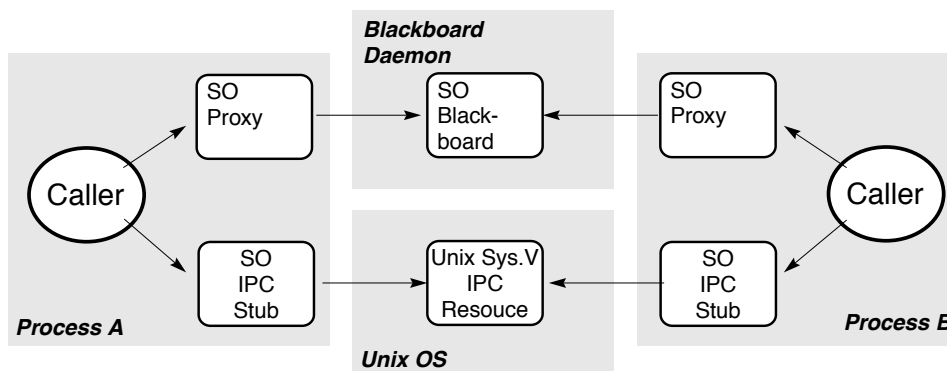 Blackboard
Daemon
SO
Proxy
SO
Black-
board
SO
Proxy
Caller
Caller
SO
IPC
Stub
Unix Sys.V
IPC
Resouce
SO
IPC
Stub
Process A
Process B
Unix OS